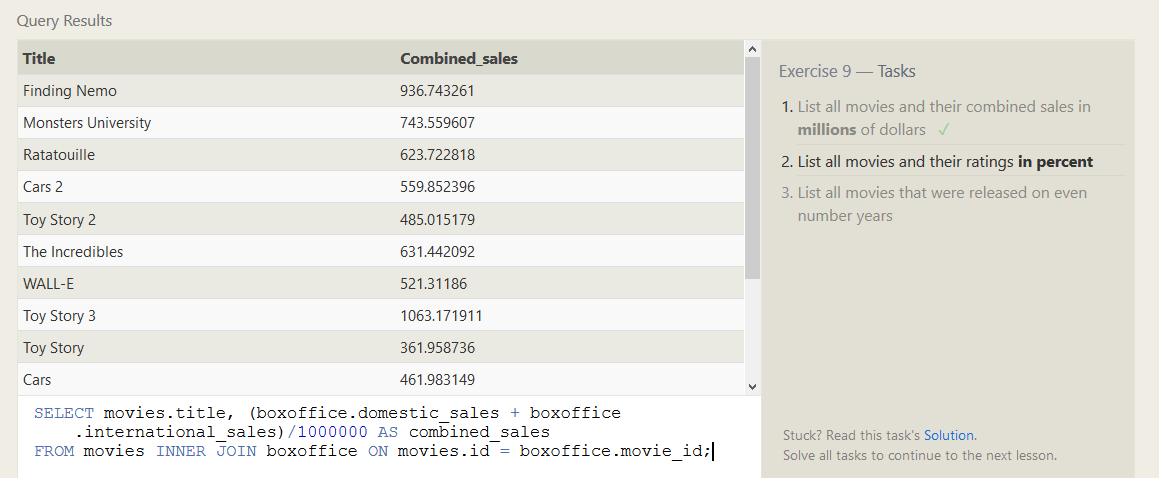 Query Results
Title Combined_sales
Finding Nemo 936.743261
Monsters University 743.559607
Ratatouille 623.722818
Cars 2 559.852396
Toy Story 2 485.015179
The Incredibles 631.442092
WALL-E 521.31186
Toy Story 3 1063.171911
Toy Story 361.958736
Cars 461.983149
SELECT movies.title, (boxoffice.domestic_sales + boxoffice
.international_sales)/1000000 AS combined_sales
FROM movies INNER JOIN boxoffice ON movies.id = boxoffice.movie_id;
Exercise 9 — Tasks
1. List all movies and their combined sales in
millions of dollars ✓
2. List all movies and their ratings in percent
3. List all movies that were released on even
number years
Stuck? Read this task's Solution.
Solve all tasks to continue to the next lesson.